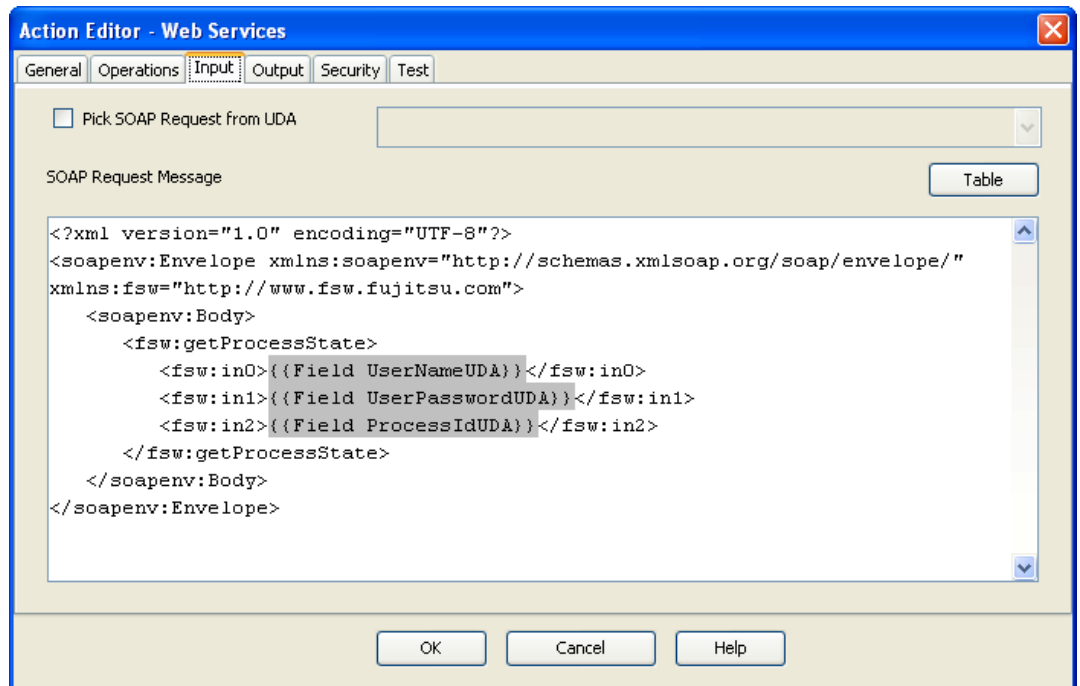 Action Editor - Web Services
General Operations Input Output Security Test
Pick SOAP Request from UDA
SOAP Request Message
Table
<?xml version="1.0" encoding="UTF-8"?>
<soapenv:Envelope xmlns:soapenv="http://schemas.xmlsoap.org/soap/envelope/"
xmlns:fsw="http://www.fsw.fujitsu.com">
<soapenv:Body>
<fsw:getProcessState>
<fsw:in0>{{Field UserNameUDA}}</fsw:in0>
<fsw:in1>{{Field UserPasswordUDA}}</fsw:in1>
<fsw:in2>{{Field ProcessIdUDA}}</fsw:in2>
</fsw:getProcessState>
</soapenv:Body>
</soapenv:Envelope>
OK Cancel Help